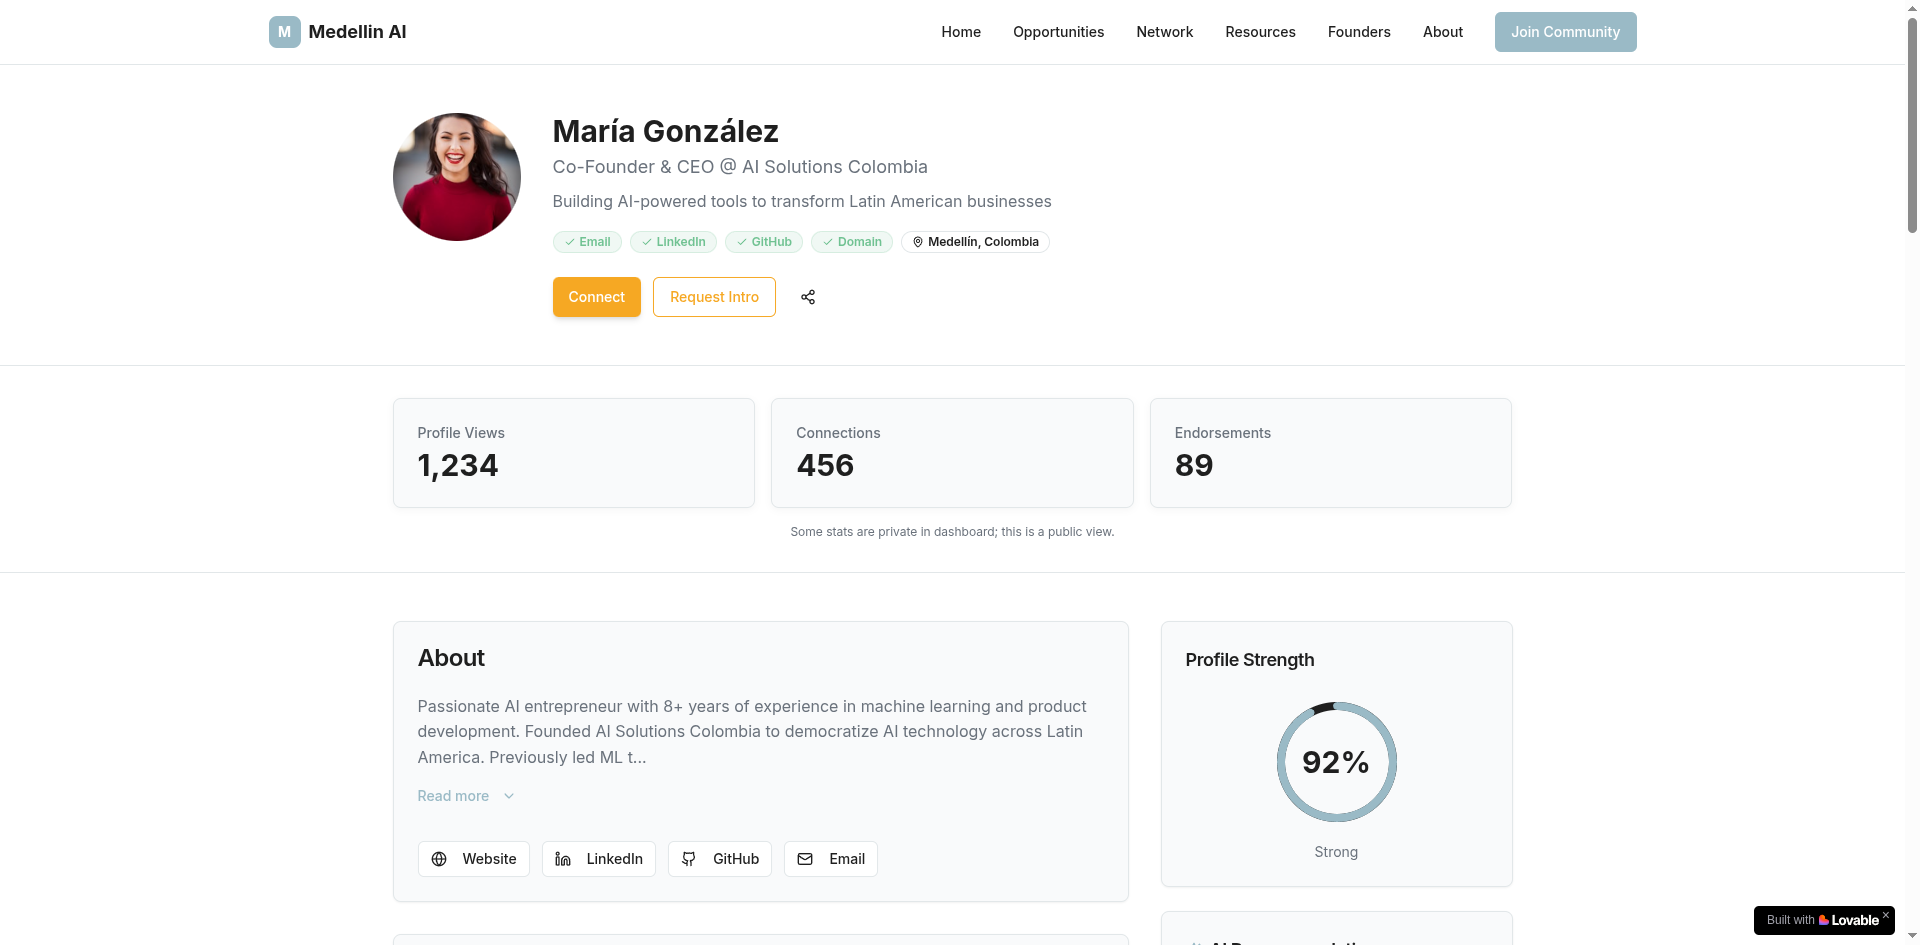 M Medellin AI
Home Opportunities Network Resources Founders About Join Community
María González
Co-Founder & CEO @ AI Solutions Colombia
Building AI-powered tools to transform Latin American businesses
Email LinkedIn GitHub Domain Medellín, Colombia
Connect Request Intro
Profile Views
1,234
Connections
456
Endorsements
89
Some stats are private in dashboard; this is a public view.
About
Passionate AI entrepreneur with 8+ years of experience in machine learning and product
development. Founded AI Solutions Colombia to democratize AI technology across Latin
America. Previously led ML t...
Read more
Website LinkedIn GitHub Email
Profile Strength
92%
Strong
Built with Lovable